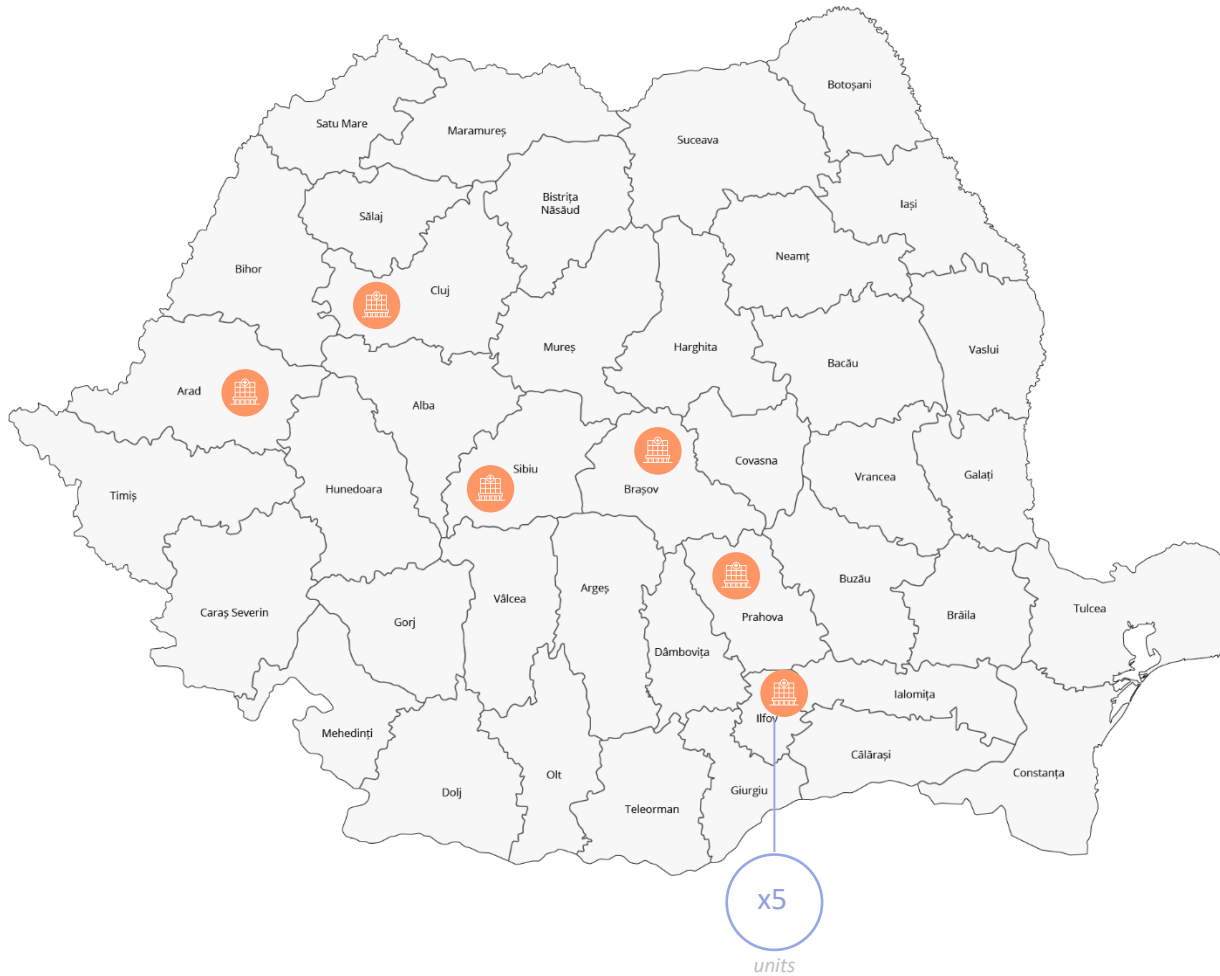 Botoșani
Satu Mare
Maramureș
Suceava
Bistrița
Năsăud
Iași
Sălaj
Neamț
Bihor
Cluj
Mureș
Harghita
Vaslui
Bacău
Arad
Alba
Covasna
Sibiu
Vrancea
Galați
Timiș
Hunedoara
Brașov
Buzău
Argeș
Vâlcea
Caraș Severin
Gorj
Prahova
Brăila
Tulcea
Dâmbovița
Ialomița
Ilfov
Mehedinți
Călărași
Constanța
Olt
Dolj
Giurgiu
Teleorman
x5
units